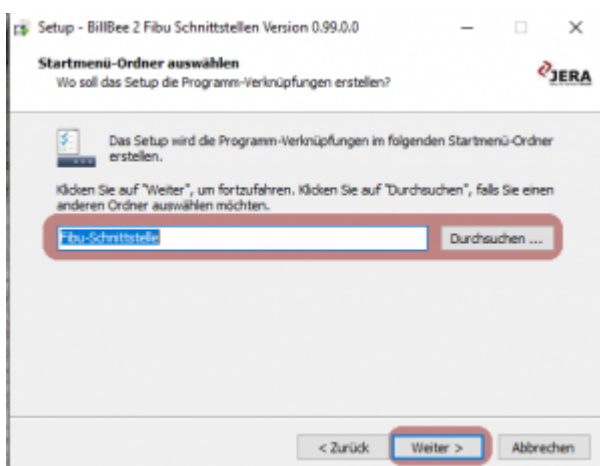 Setup - BillBee 2 Fibu Schnittstellen Version 0.99.0.0
Startmenü-Ordner auswählen
Wo soll das Setup die Programm-Verknüpfungen erstellen?
JERA
Das Setup wird die Programm-Verknüpfungen im folgenden Startmenü-Ordner
erstellen.
Klicken Sie auf "Weiter", um fortzufahren. Klicken Sie auf "Durchsuchen", falls Sie einen
anderen Ordner auswählen möchten.
Fibu-Schnittstelle
Durchsuchen ...
< Zurück
Weiter >
Abbrechen